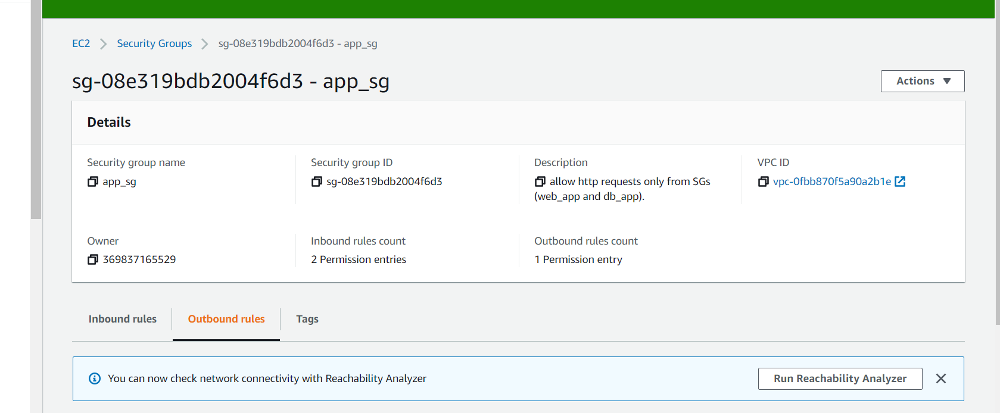 EC2 Security Groups sg-08e319bdb2004f6d3 - app_sg
sg-08e319bdb2004f6d3 - app_sg
Actions
Details
Security group name
app_sg
Security group ID
sg-08e319bdb2004f6d3
Description
allow http requests only from SGs
(web_app and db_app).
VPC ID
vpc-0fbb870f5a90a2b1e
Owner
369837165529
Inbound rules count
2 Permission entries
Outbound rules count
1 Permission entry
Inbound rules
Outbound rules
Tags
You can now check network connectivity with Reachability Analyzer
Run Reachability Analyzer